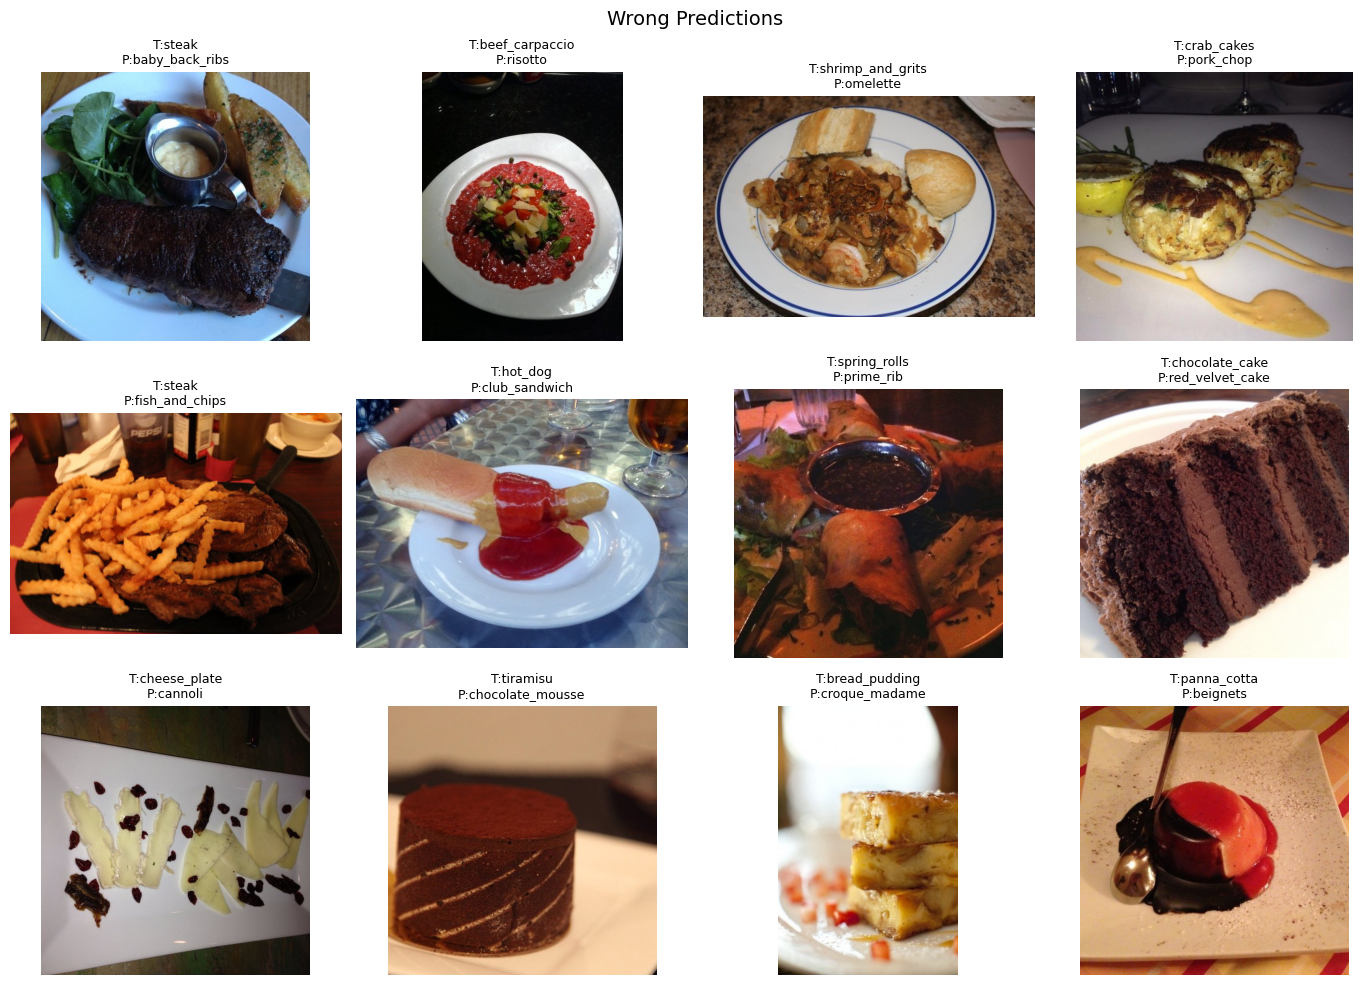 Wrong Predictions
T:steak
P:baby_back_ribs
T:beef_carpaccio
P:risotto
T:shrimp_and_grits
P:omelette
T:crab_cakes
P:pork_chop
T:steak
P:fish_and_chips
T:hot_dog
P:club_sandwich
T:spring_rolls
P:prime_rib
T:chocolate_cake
P:red_velvet_cake
PEPSI
T:cheese_plate
P:cannoli
T:tiramisu
P:chocolate_mousse
T:bread_pudding
P:croque_madame
T:panna_cotta
P:beignets